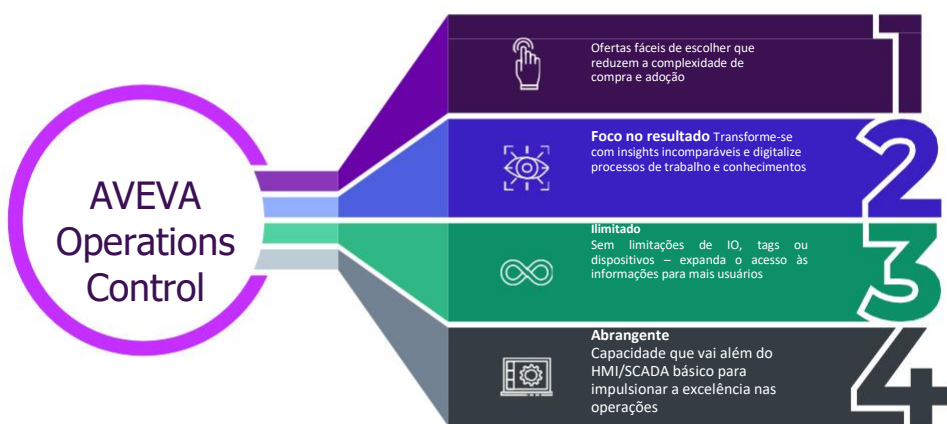 AVEVA
Operations
Control
Ofertas fáceis de escolher que
reduzem a complexidade de
compra e adoção
1
Foco no resultado Transforme-se
com insights incomparáveis e digitalize
processos de trabalho e conhecimentos
2
Ilimitado
Sem limitações de IO, tags ou
dispositivos – expanda o acesso às
informações para mais usuários
3
Abrangente
Capacidade que vai além do
HMI/SCADA básico para
impulsionar a excelência nas
operações
4